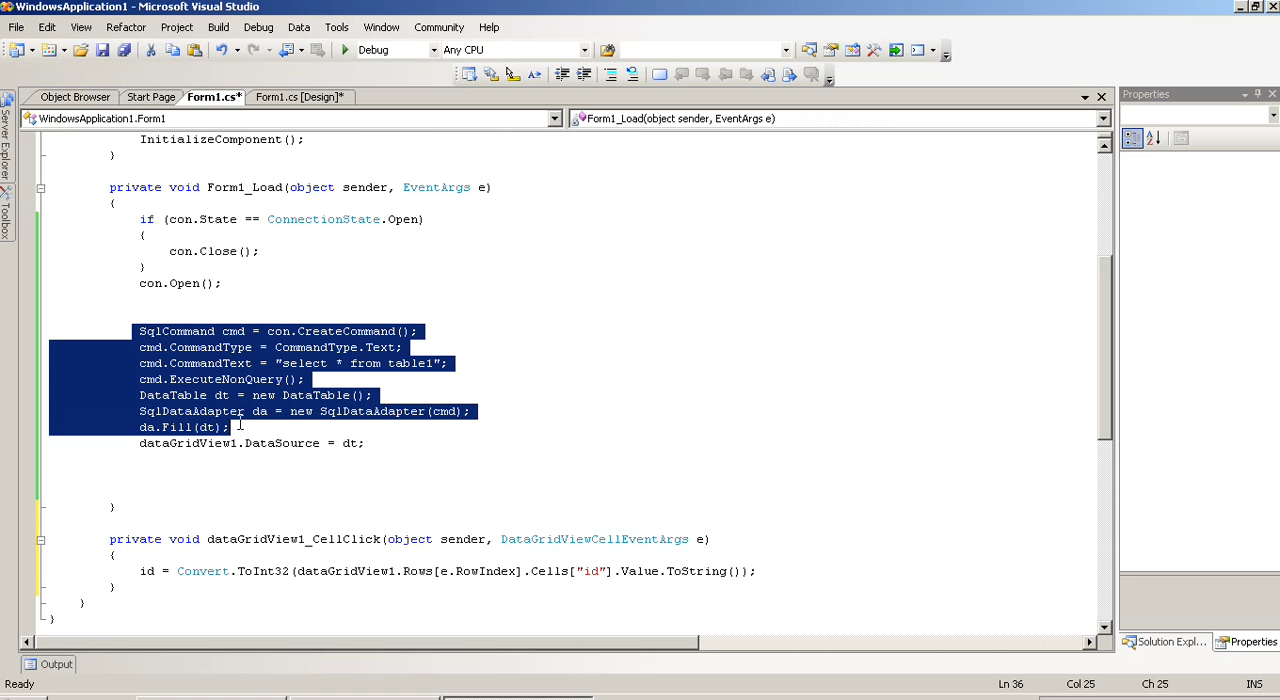 WindowsApplication1 - Microsoft Visual Studio
File Edit View Refactor Project Build Debug Data Tools Window Community Help
Debug Any CPU
Object Browser Start Page Form1.cs* Form1.cs [Design]*
Properties
WindowsApplication1.Form1 Form1_Load(object sender, EventArgs e)
Server Explorer
Toolbox
InitializeComponent();
}
private void Form1_Load(object sender, EventArgs e)
{
if (con.State == ConnectionState.Open)
{
con.Close();
}
con.Open();
SqlCommand cmd = con.CreateCommand();
cmd.CommandType = CommandType.Text;
cmd.CommandText = "select * from table1";
cmd.ExecuteNonQuery();
DataTable dt = new DataTable();
SqlDataAdapter da = new SqlDataAdapter(cmd);
da.Fill(dt);
dataGridView1.DataSource = dt;
}
private void dataGridView1_CellClick(object sender, DataGridViewCellEventArgs e)
{
id = Convert.ToInt32(dataGridView1.Rows[e.RowIndex].Cells["id"].Value.ToString());
}
}
}
Solution Expl... Properties
Output
Ready Ln 36 Col 25 Ch 25 INS